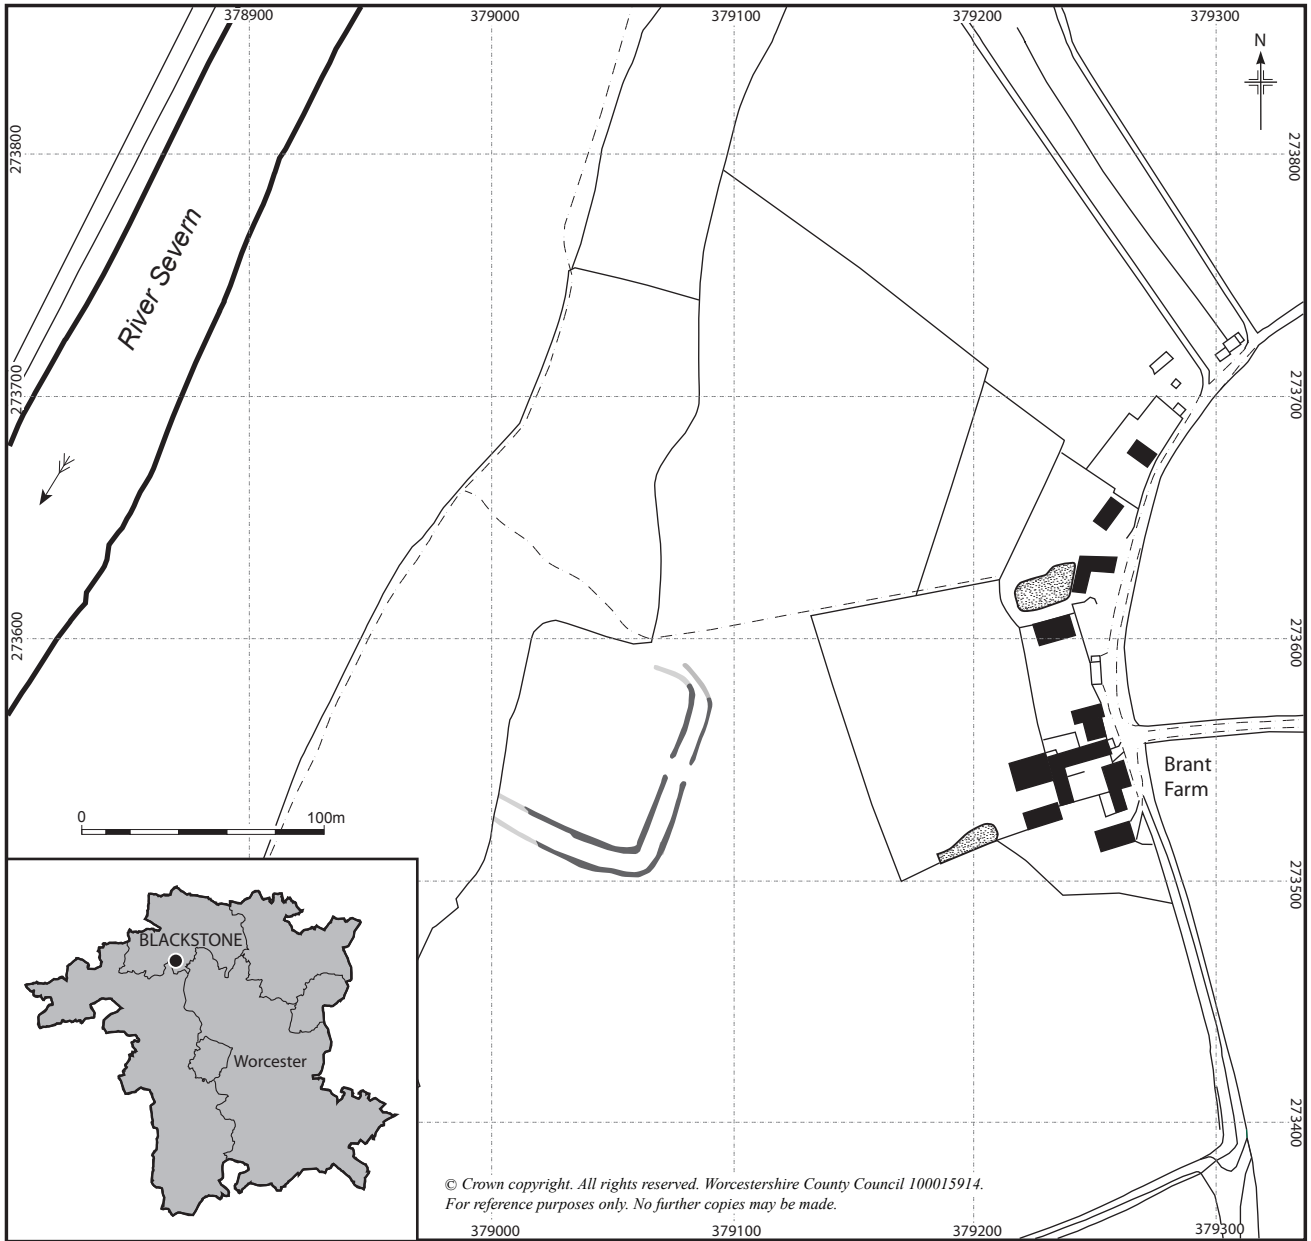 378900
379000
379100
379200
379300
N
273800
273800
River Severn
273700
273700
273600
273600
Brant
Farm
0
100m
273500
BLACKSTONE
Worcester
273400
© Crown copyright. All rights reserved. Worcestershire County Council 100015914.
For reference purposes only. No further copies may be made.
379000
379100
379200
379300